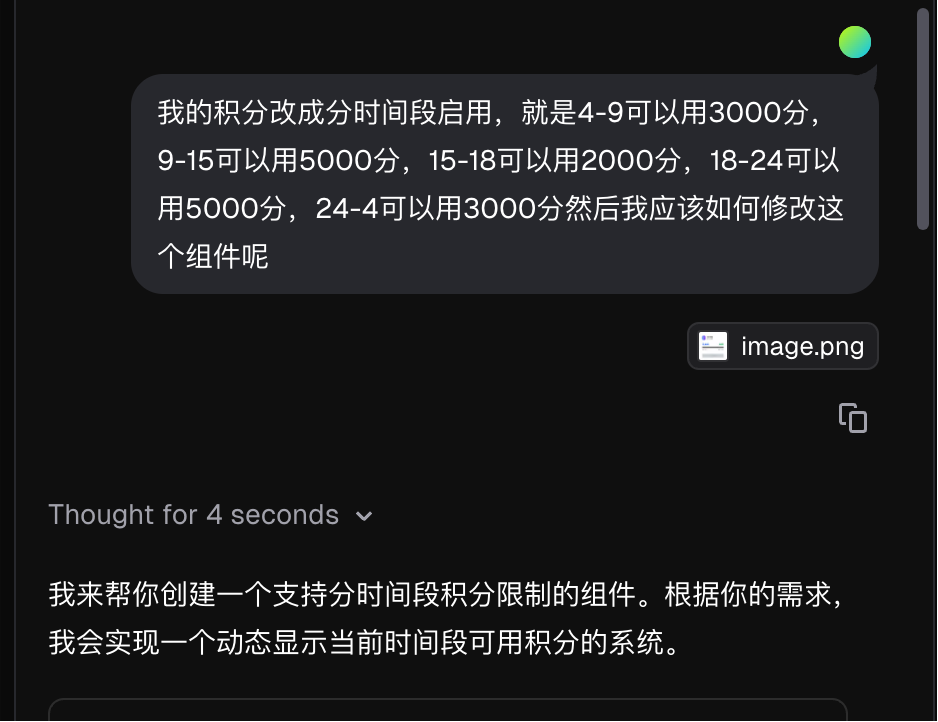 我的积分改成分时间段启用，就是4-9可以用3000分，
9-15可以用5000分，15-18可以用2000分，18-24可以
用5000分，24-4可以用3000分然后我应该如何修改这
个组件呢
image.png
Thought for 4 seconds
我来帮你创建一个支持分时间段积分限制的组件。根据你的需求，
我会实现一个动态显示当前时间段可用积分的系统。